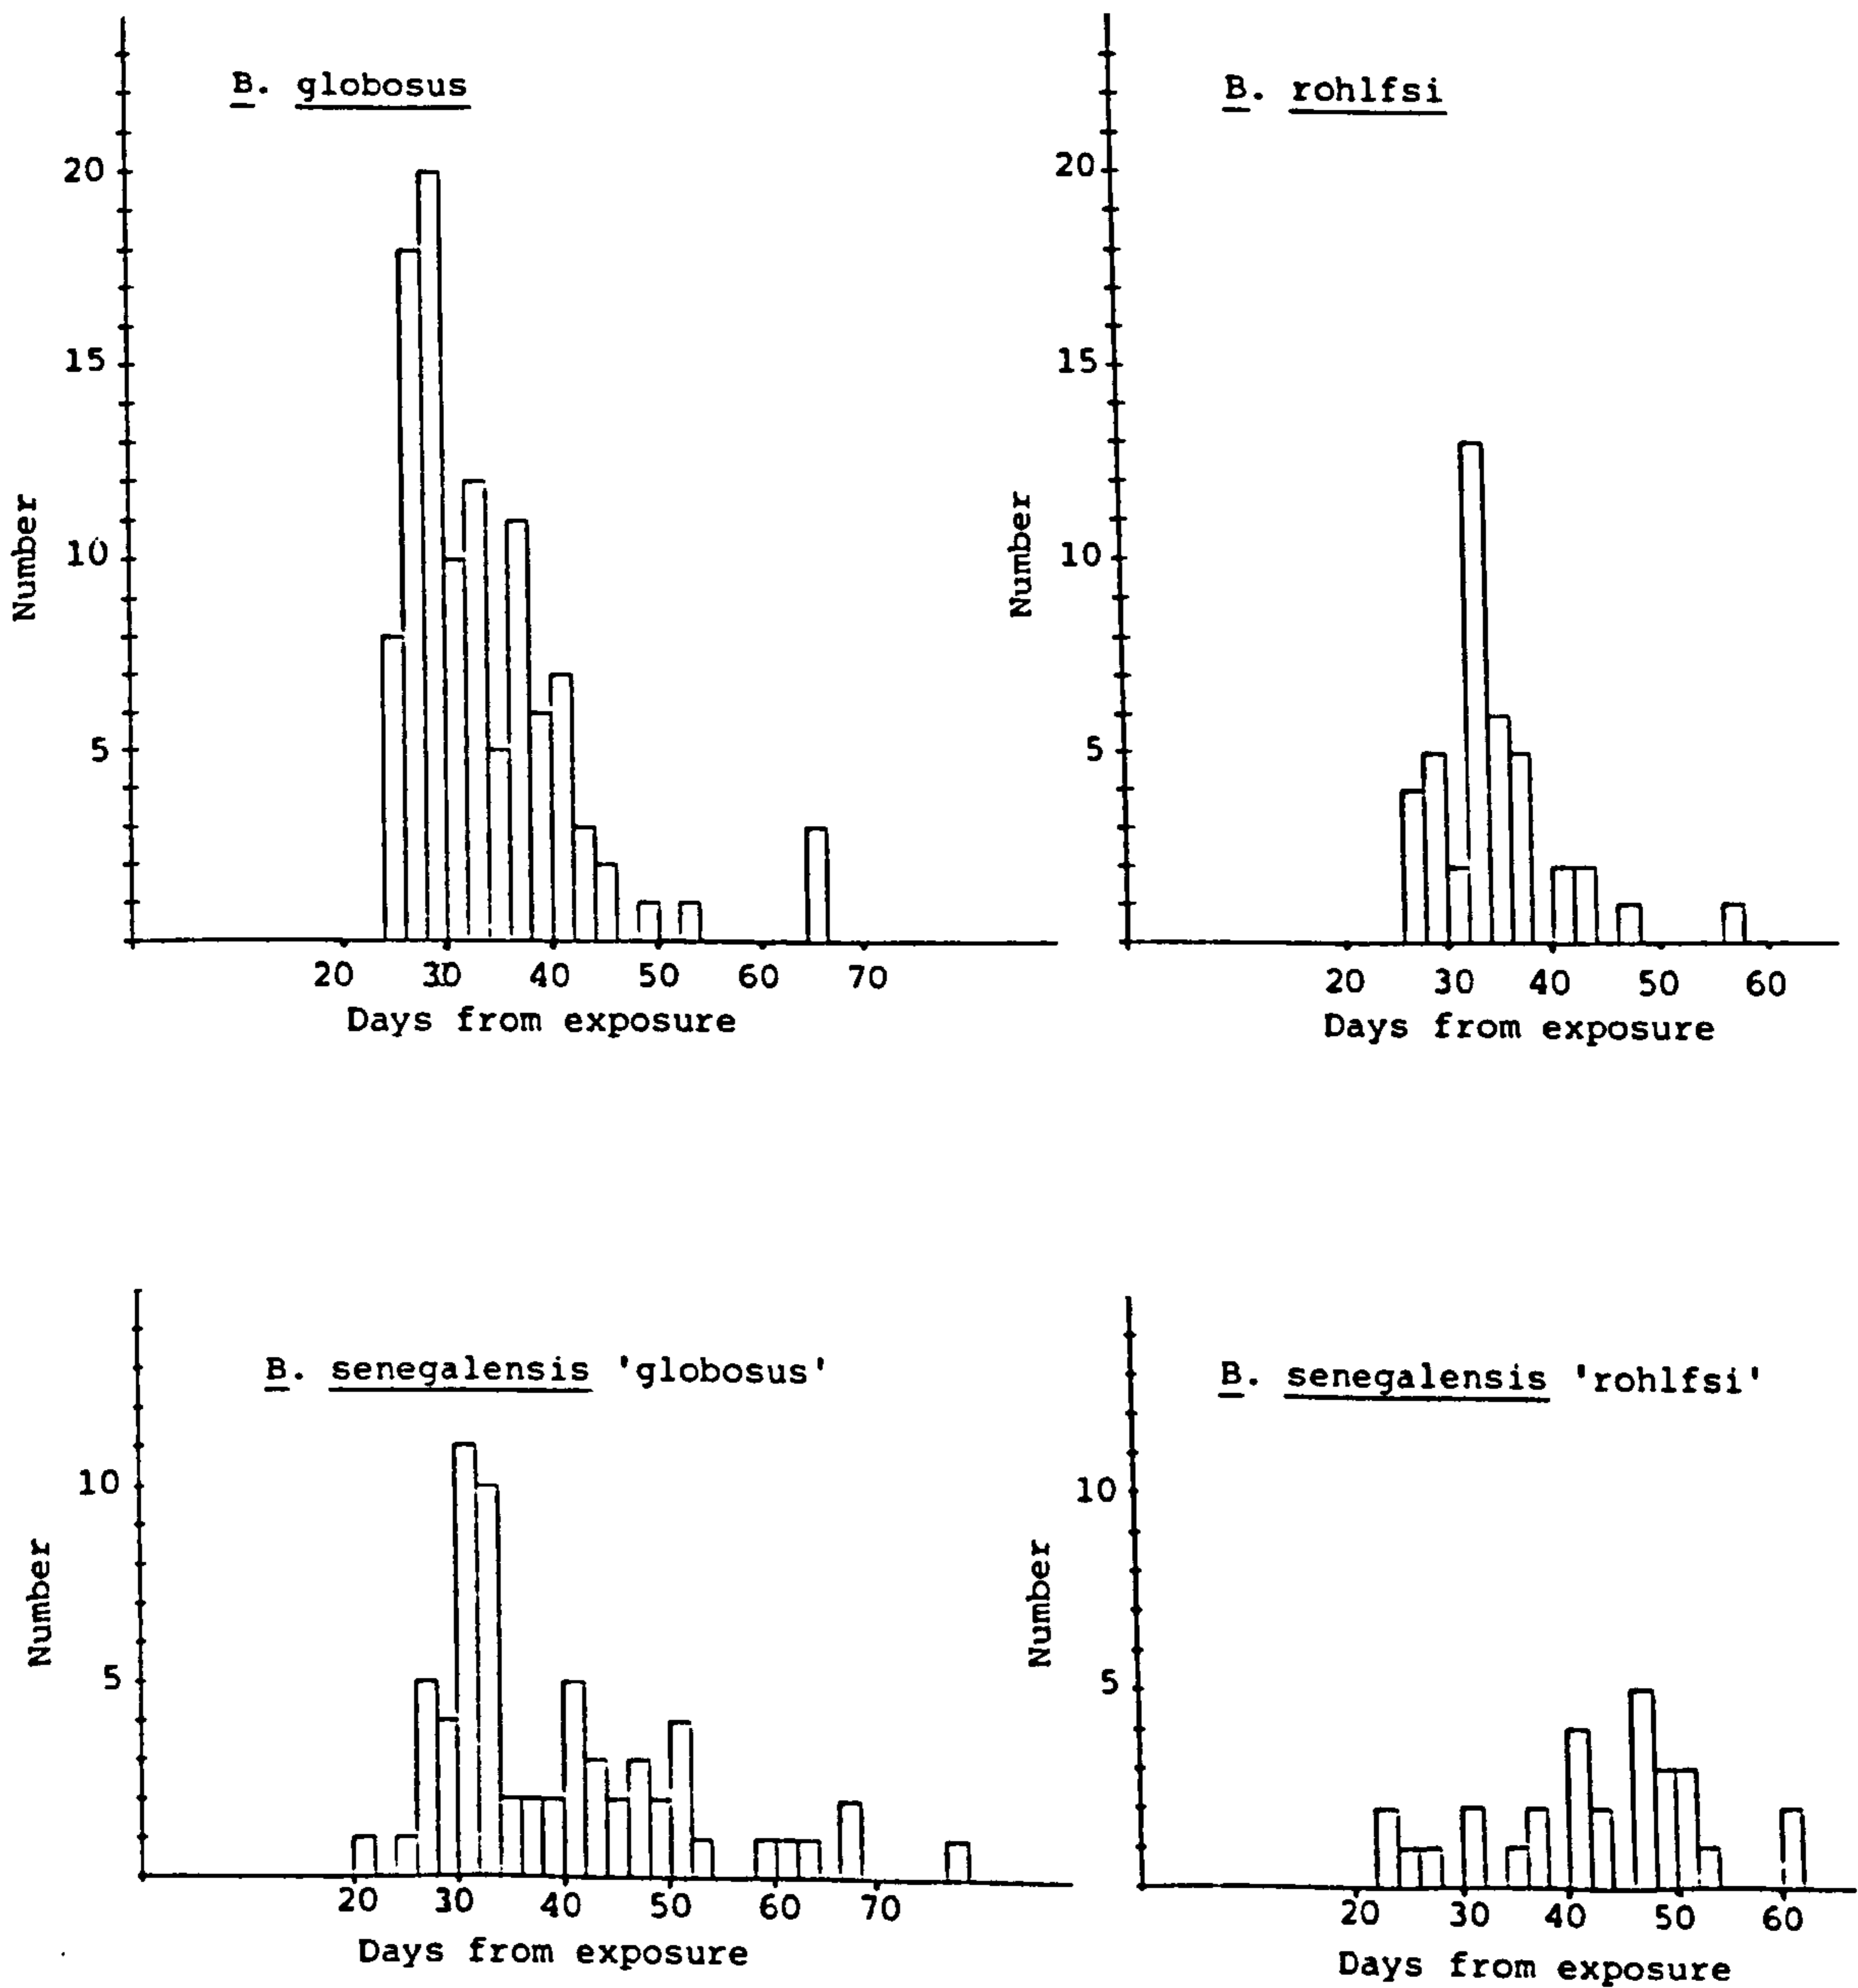 B. globosus
20
15
10
5
Number
20 30 40 50 60 70
Days from exposure
B. rohlfsi
20
15
10
5
Number
20 30 40 50 60
Days from exposure
B. senegalensis 'globosus'
10
5
Number
20 30 40 50 60 70
Days from exposure
B. senegalensis 'rohlfsi'
10
5
Number
20 30 40 50 60
Days from exposure